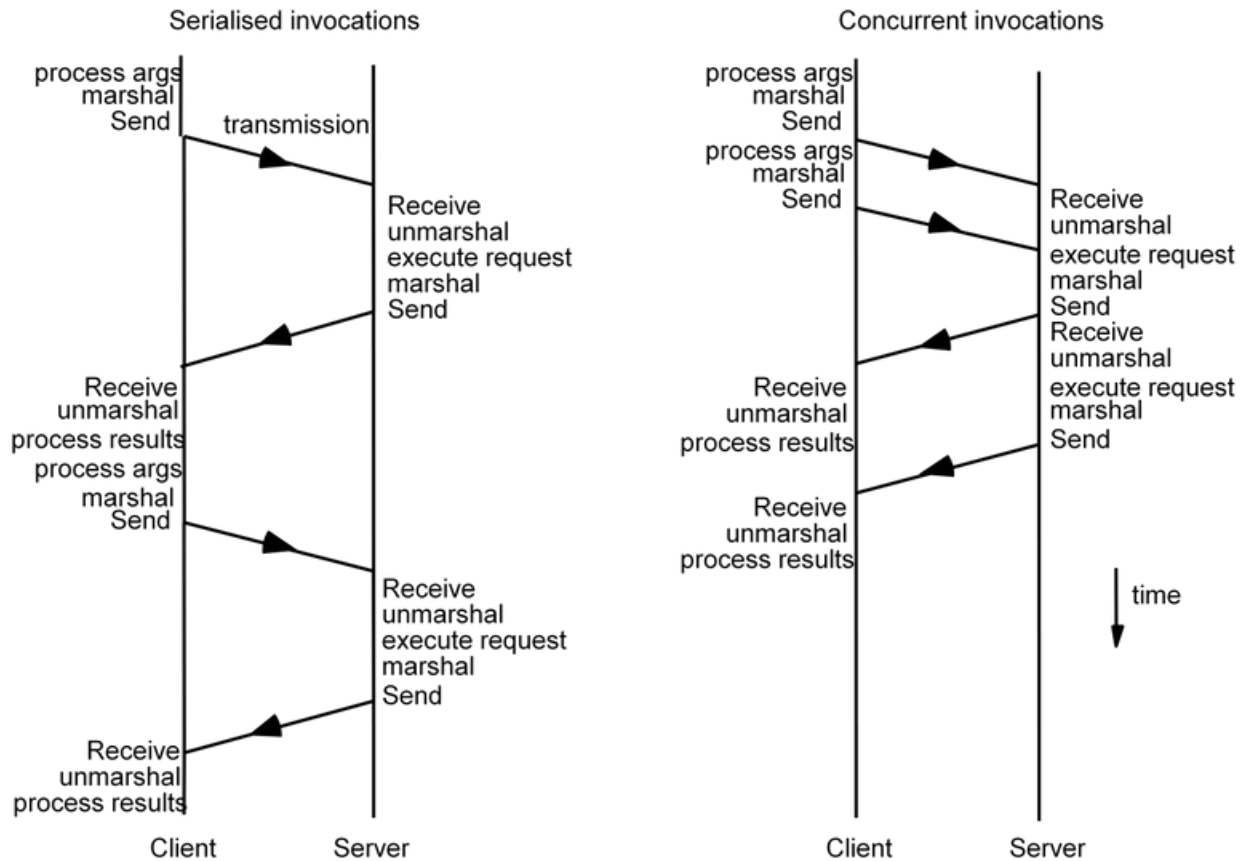 Serialised invocations
process args
marshal
Send
transmission
Receive
unmarshal
execute request
marshal
Send
Receive
unmarshal
process results
process args
marshal
Send
Receive
unmarshal
execute request
marshal
Send
Receive
unmarshal
process results
Client
Server
Concurrent invocations
process args
marshal
Send
process args
marshal
Send
Receive
unmarshal
execute request
marshal
Send
Receive
unmarshal
execute request
marshal
Send
Receive
unmarshal
process results
Receive
unmarshal
process results
time
Client
Server